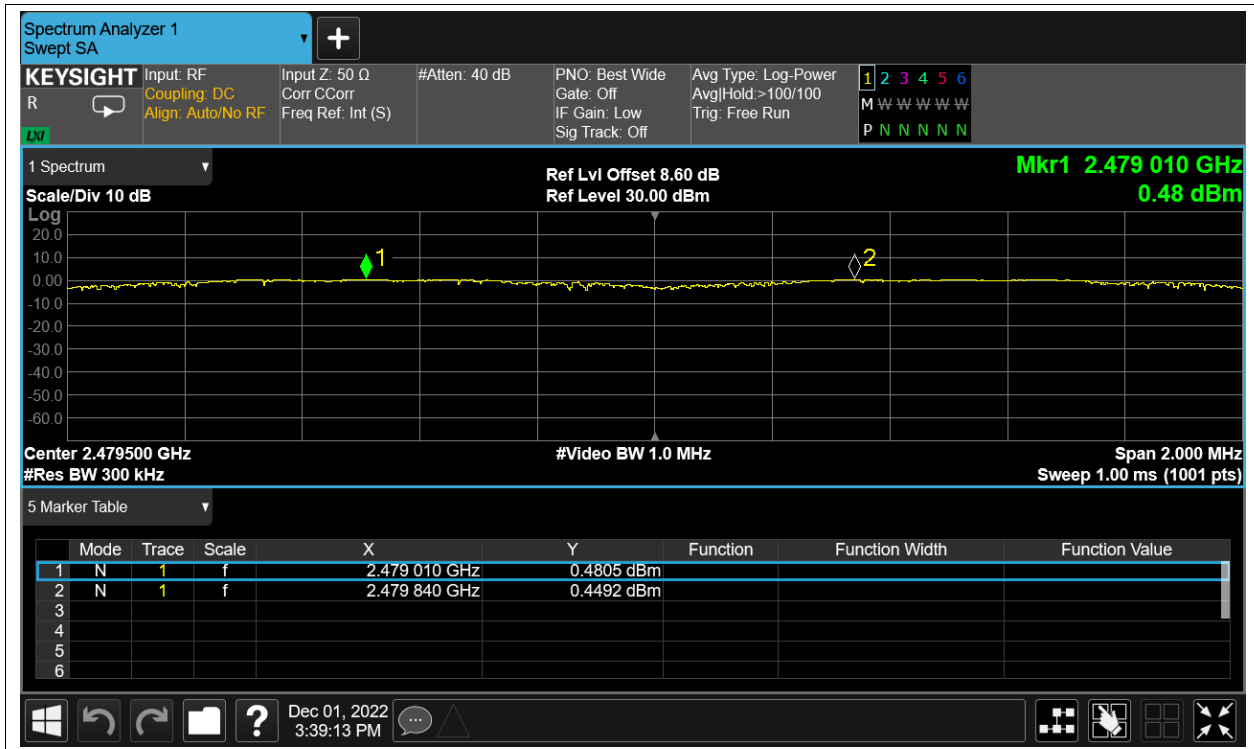 Spectrum Analyzer 1
Swept SA
KEYSIGHT
R
LXI
Input: RF
Coupling: DC
Align: Auto/No RF
Input Z: 50 Ω
Corr CCorr
Freq Ref: Int (S)
#Atten: 40 dB
PNO: Best Wide
Gate: Off
IF Gain: Low
Sig Track: Off
Avg Type: Log-Power
Avg|Hold:>100/100
Trig: Free Run
1 2 3 4 5 6
M W W W W W
P N N N N N
1 Spectrum
Scale/Div 10 dB
Ref Lvl Offset 8.60 dB
Ref Level 30.00 dBm
Mkr1 2.479 010 GHz
0.48 dBm
Log
20.0
10.0
0.00
-10.0
-20.0
-30.0
-40.0
-50.0
-60.0
1
2
Center 2.479500 GHz
#Res BW 300 kHz
#Video BW 1.0 MHz
Span 2.000 MHz
Sweep 1.00 ms (1001 pts)
5 Marker Table
Mode Trace Scale X Y Function Function Width Function Value
1 N 1 f 2.479 010 GHz 0.4805 dBm
2 N 1 f 2.479 840 GHz 0.4492 dBm
3
4
5
6
?
Dec 01, 2022
3:39:13 PM